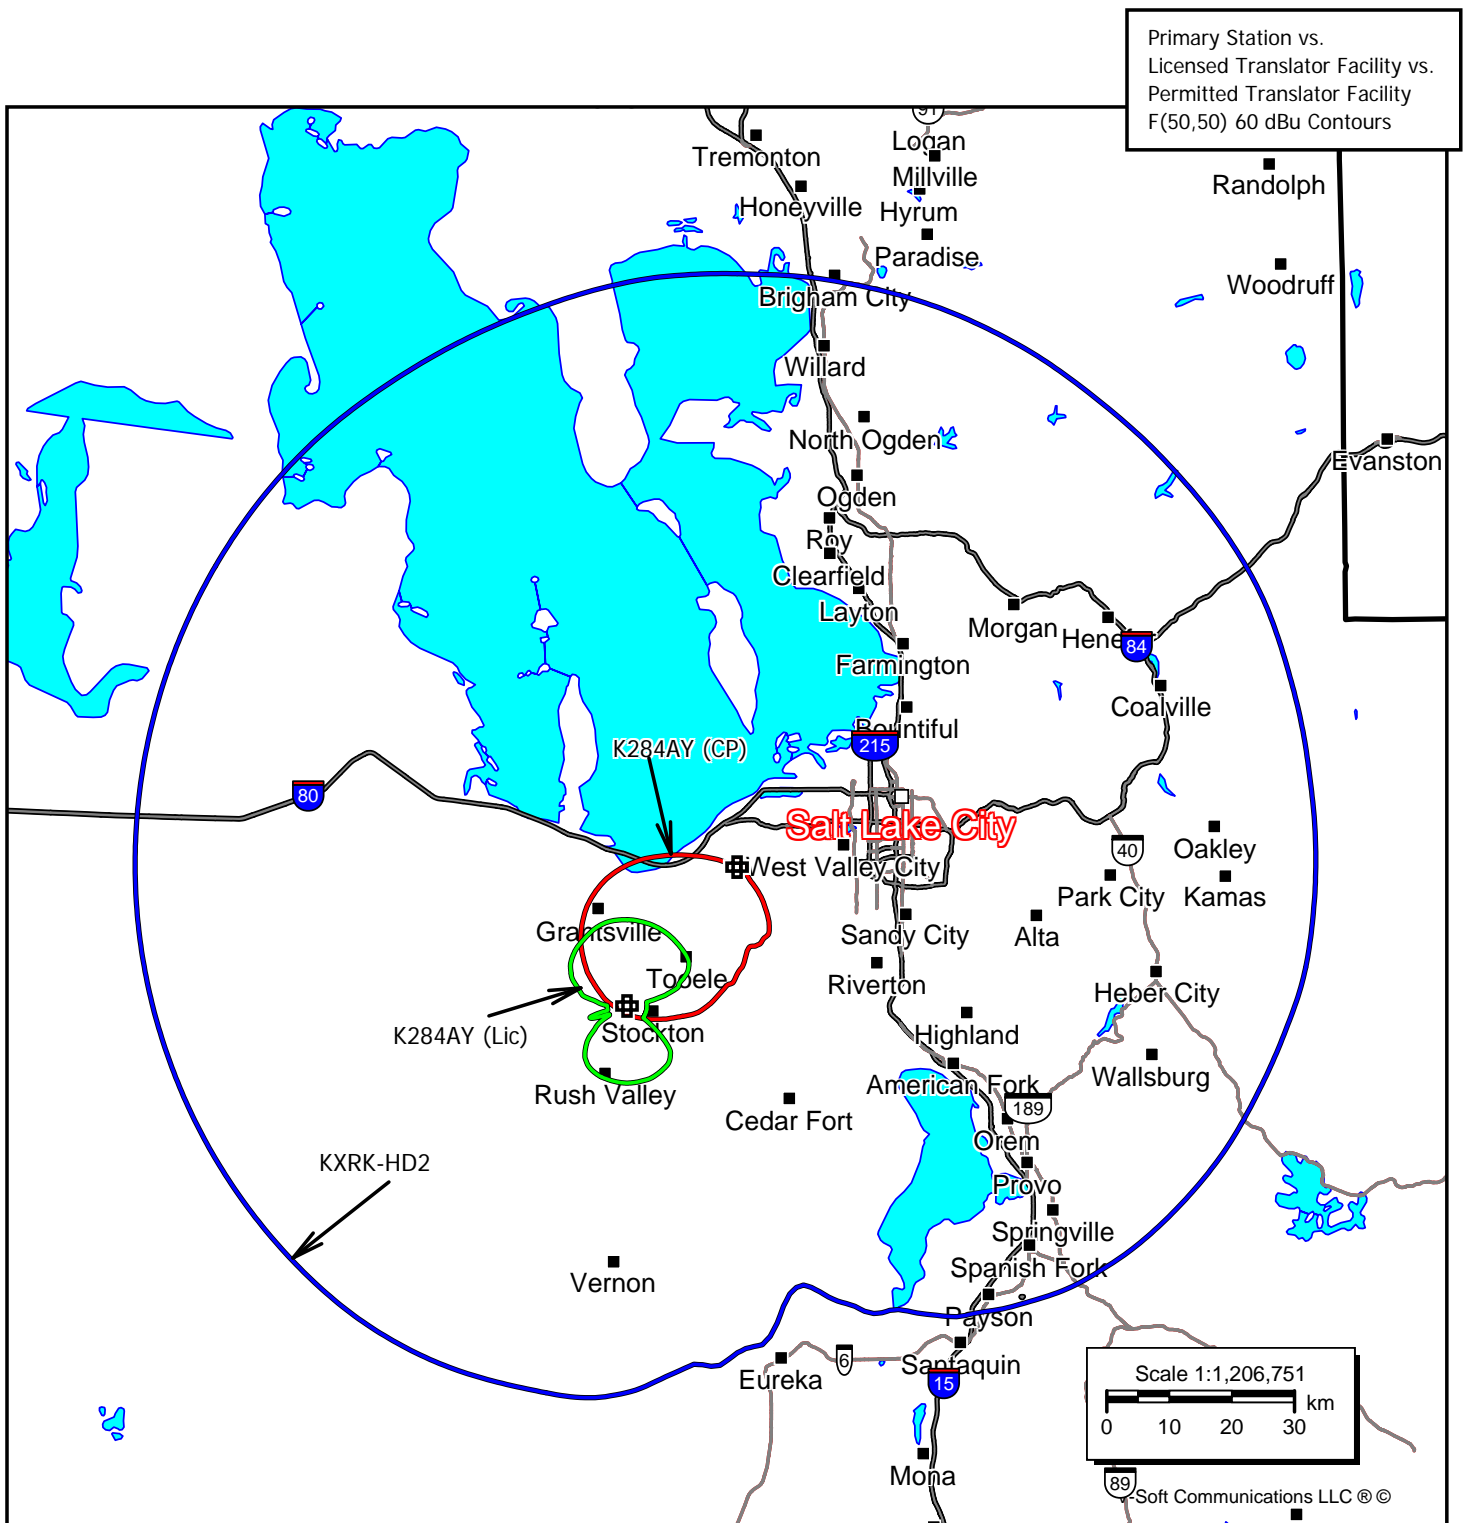 Primary Station vs.
Licensed Translator Facility vs.
Permitted Translator Facility
F(50,50) 60 dBu Contours
91
Logan
Tremonton
Millville
Randolph
Honeyville
Hyrum
Paradise
Woodruff
Brigham City
Willard
North Ogden
Evanston
Ogden
Roy
Clearfield
Layton
Morgan
Hene
84
Farmington
Coalville
Bountiful
215
K284AY (CP)
80
Salt Lake City
40
Oakley
West Valley City
Park City
Kamas
Grantsville
Sandy City
Alta
Tooele
Riverton
Heber City
K284AY (Lic)
Stockton
Highland
Wallsburg
American Fork
Rush Valley
189
Cedar Fort
Orem
KXRK-HD2
Provo
Springville
Vernon
Spanish Fork
Payson
6
Santaquin
Eureka
15
Scale 1:1,206,751
km
0 10 20 30
Mona
89
V-Soft Communications LLC ® ©